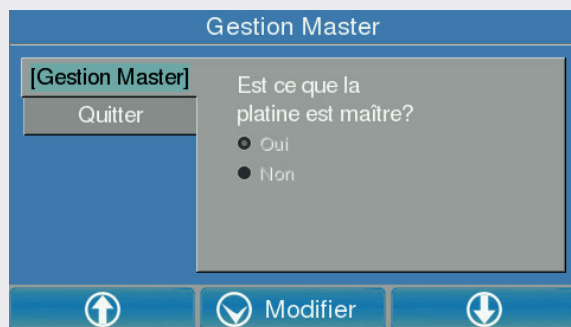 Gestion Master
[Gestion Master]
Quitter
Est ce que la
platine est maître?
Oui
Non
Modifier